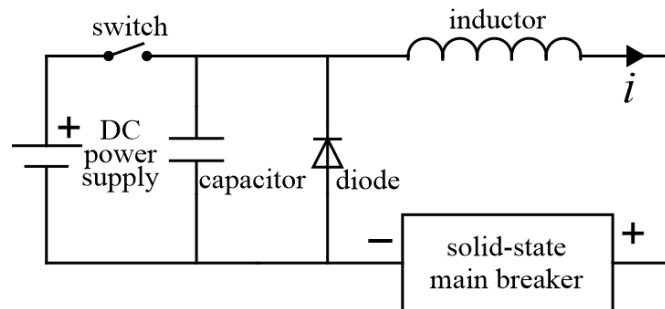 switch
inductor
i
+
DC
power
supply
capacitor
diode
−
solid-state
main breaker
+